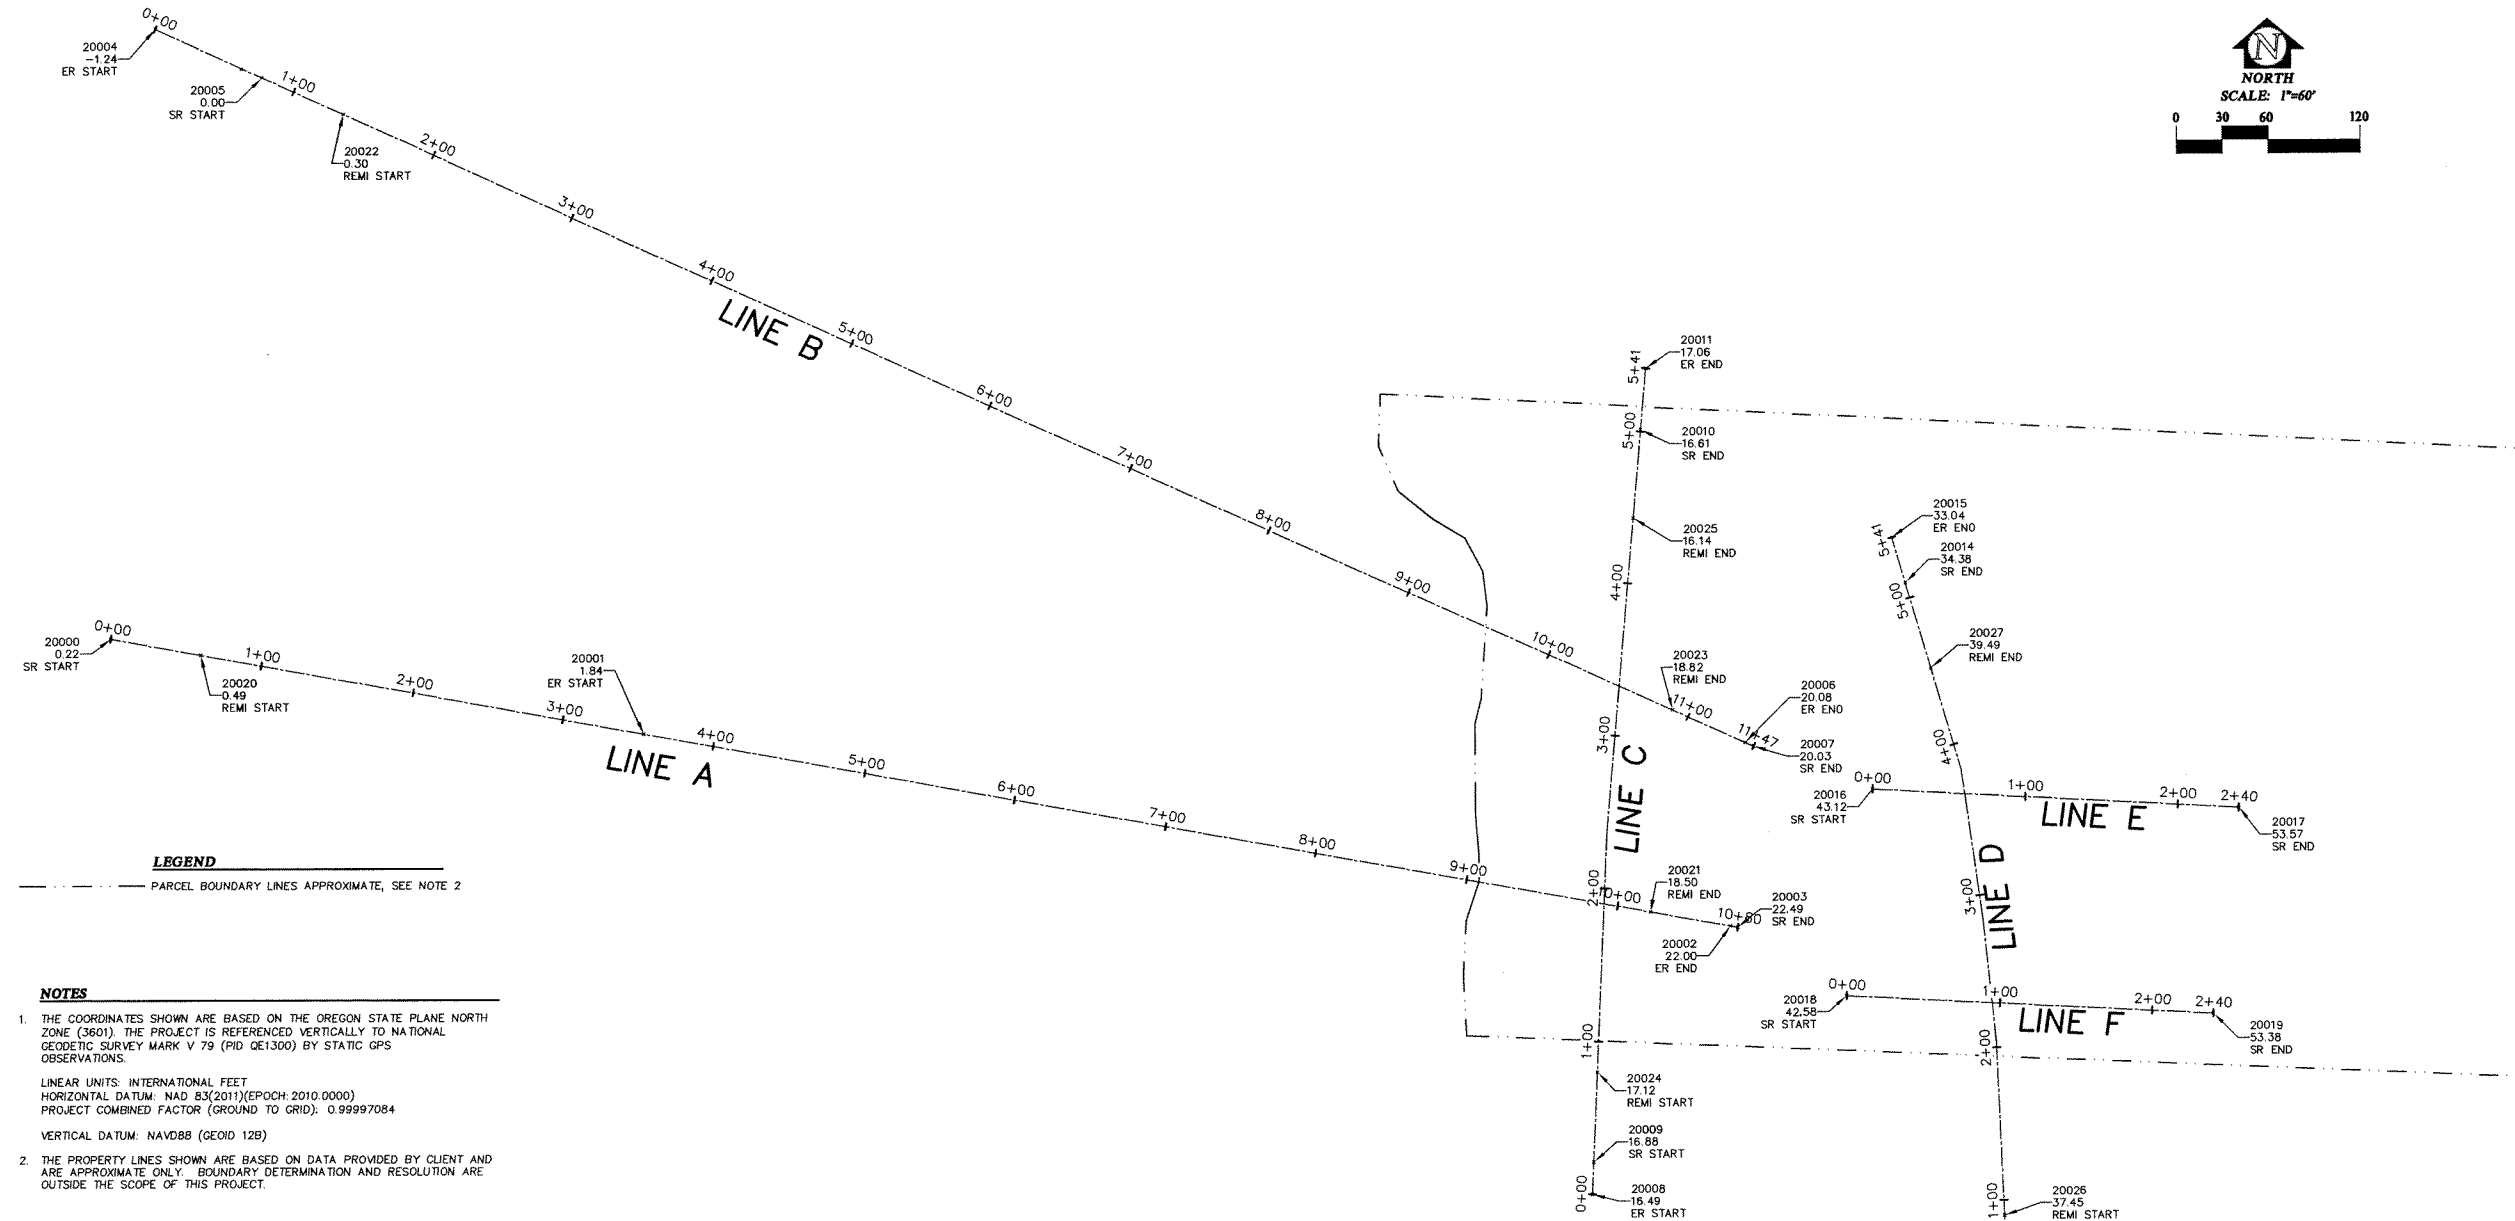 0+00
20004
-1.24
ER START
20005
0.00
SR START
1+00
20022
0.30
REMI START
2+00
3+00
4+00
LINE B
5+00
6+00
7+00
8+00
9+00
10+00
20023
18.82
REMI END
11+00
11+47
20006
20.08
ER END
20007
20.03
SR END
NORTH
SCALE: 1"=60'
0 30 60 120
20000
0.22
SR START
0+00
20020
0.49
REMI START
1+00
2+00
3+00
20001
1.84
ER START
4+00
LINE A
5+00
6+00
7+00
8+00
9+00
10+00
20021
18.50
REMI END
10+80
20003
22.49
SR END
20002
22.00
ER END
5+41
20011
17.06
ER END
5+00
20010
16.61
SR END
20025
16.14
REMI END
4+00
3+00
LINE C
2+00
1+00
20024
17.12
REMI START
20009
16.88
SR START
0+00
20008
16.49
ER START
20015
33.04
ER END
5+41
20014
34.38
SR END
5+00
20027
39.49
REMI END
4+00
3+00
LINE D
2+00
1+00
20026
37.45
REMI START
0+00
20016
43.12
SR START
1+00
LINE E
2+00
2+40
20017
53.57
SR END
0+00
20018
42.58
SR START
1+00
LINE F
2+00
2+40
20019
53.38
SR END
LEGEND
PARCEL BOUNDARY LINES APPROXIMATE, SEE NOTE 2
NOTES
1. THE COORDINATES SHOWN ARE BASED ON THE OREGON STATE PLANE NORTH
ZONE (3601). THE PROJECT IS REFERENCED VERTICALLY TO NATIONAL
GEODETIC SURVEY MARK V 79 (PID QE1300) BY STATIC GPS
OBSERVATIONS.
LINEAR UNITS: INTERNATIONAL FEET
HORIZONTAL DATUM: NAD 83(2011)(EPOCH: 2010.0000)
PROJECT COMBINED FACTOR (GROUND TO GRID): 0.99997084
VERTICAL DATUM: NAVD88 (GEOID 12B)
2. THE PROPERTY LINES SHOWN ARE BASED ON DATA PROVIDED BY CLIENT AND
ARE APPROXIMATE ONLY. BOUNDARY DETERMINATION AND RESOLUTION ARE
OUTSIDE THE SCOPE OF THIS PROJECT.